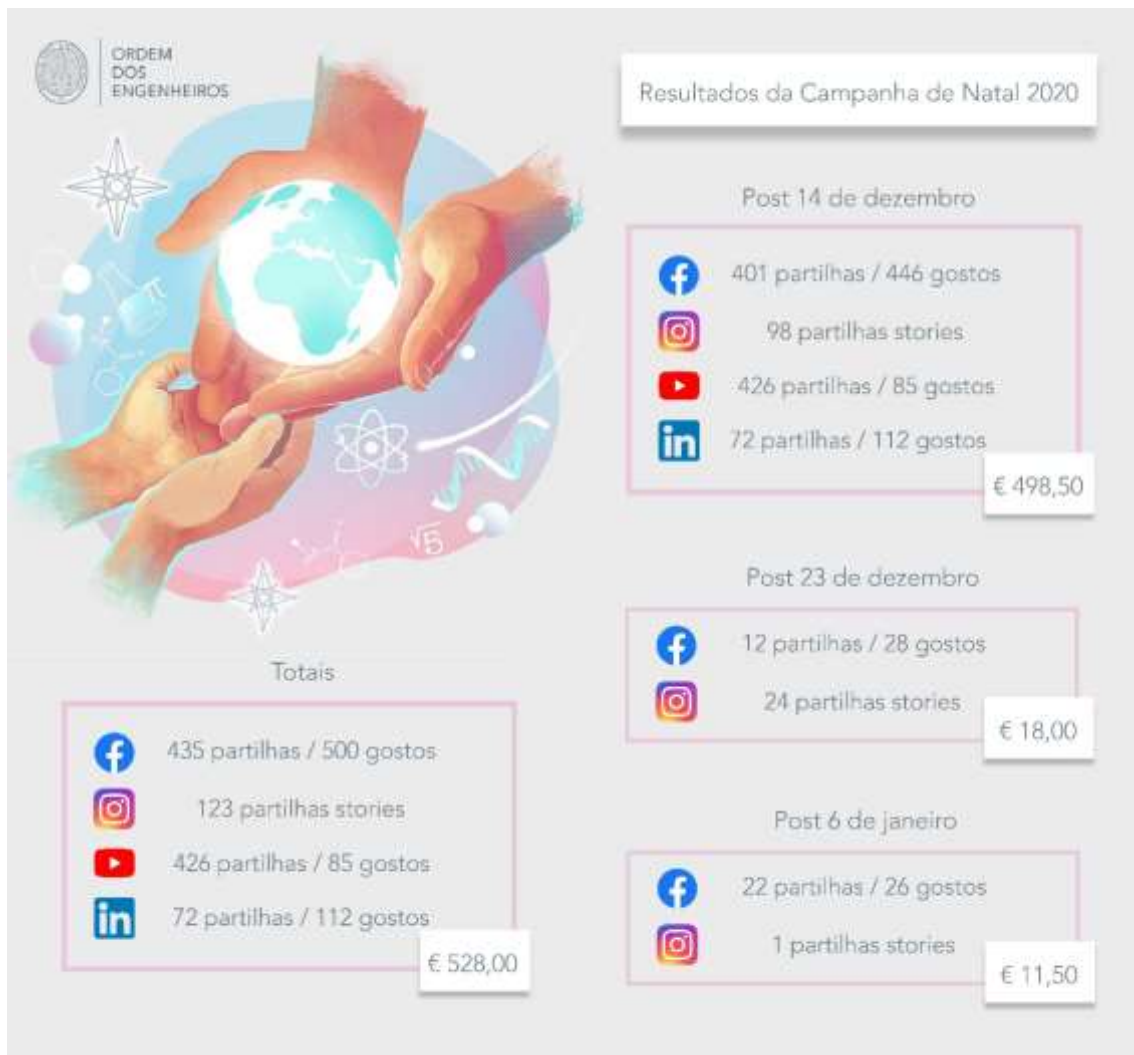 ORDEM
DOS
ENGENHEIROS
Resultados da Campanha de Natal 2020
Post 14 de dezembro
401 partilhas / 446 gostos
98 partilhas stories
426 partilhas / 85 gostos
in 72 partilhas / 112 gostos
€ 498,50
Post 23 de dezembro
12 partilhas / 28 gostos
24 partilhas stories
€ 18,00
Post 6 de janeiro
22 partilhas / 26 gostos
1 partilhas stories
€ 11,50
Totais
435 partilhas / 500 gostos
123 partilhas stories
426 partilhas / 85 gostos
in 72 partilhas / 112 gostos
€ 528,00
π
√5